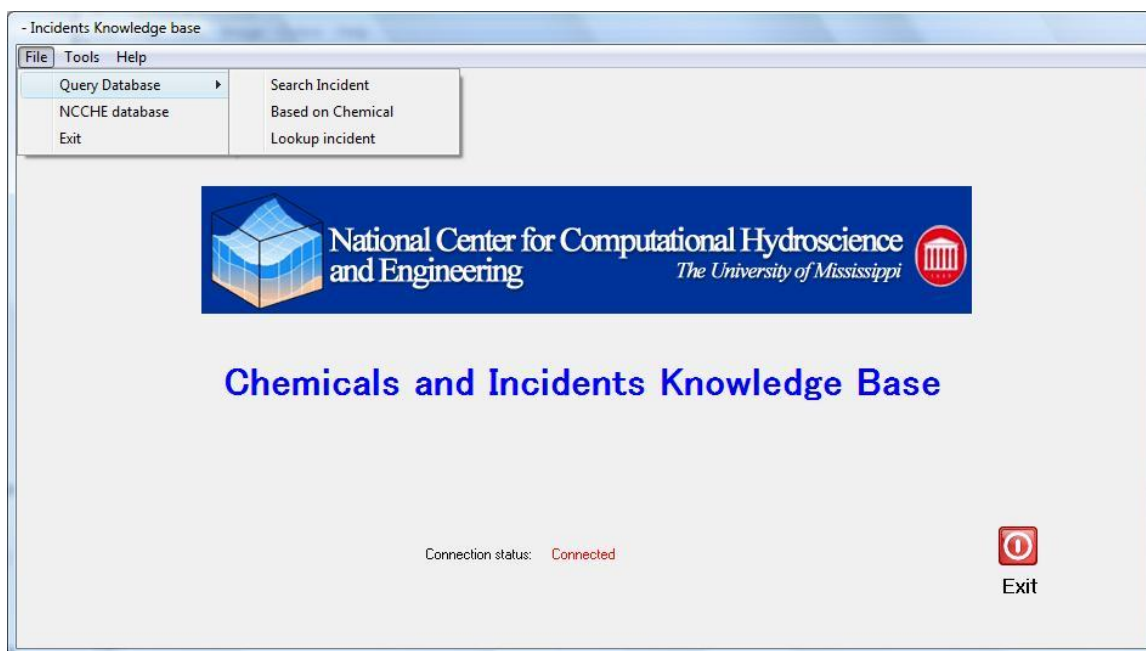 - Incidents Knowledge base
File Tools Help
Query Database
NCCHE database
Exit
Search Incident
Based on Chemical
Lookup incident
National Center for Computational Hydroscience
and Engineering
The University of Mississippi
Chemicals and Incidents Knowledge Base
Connection status: Connected
Exit